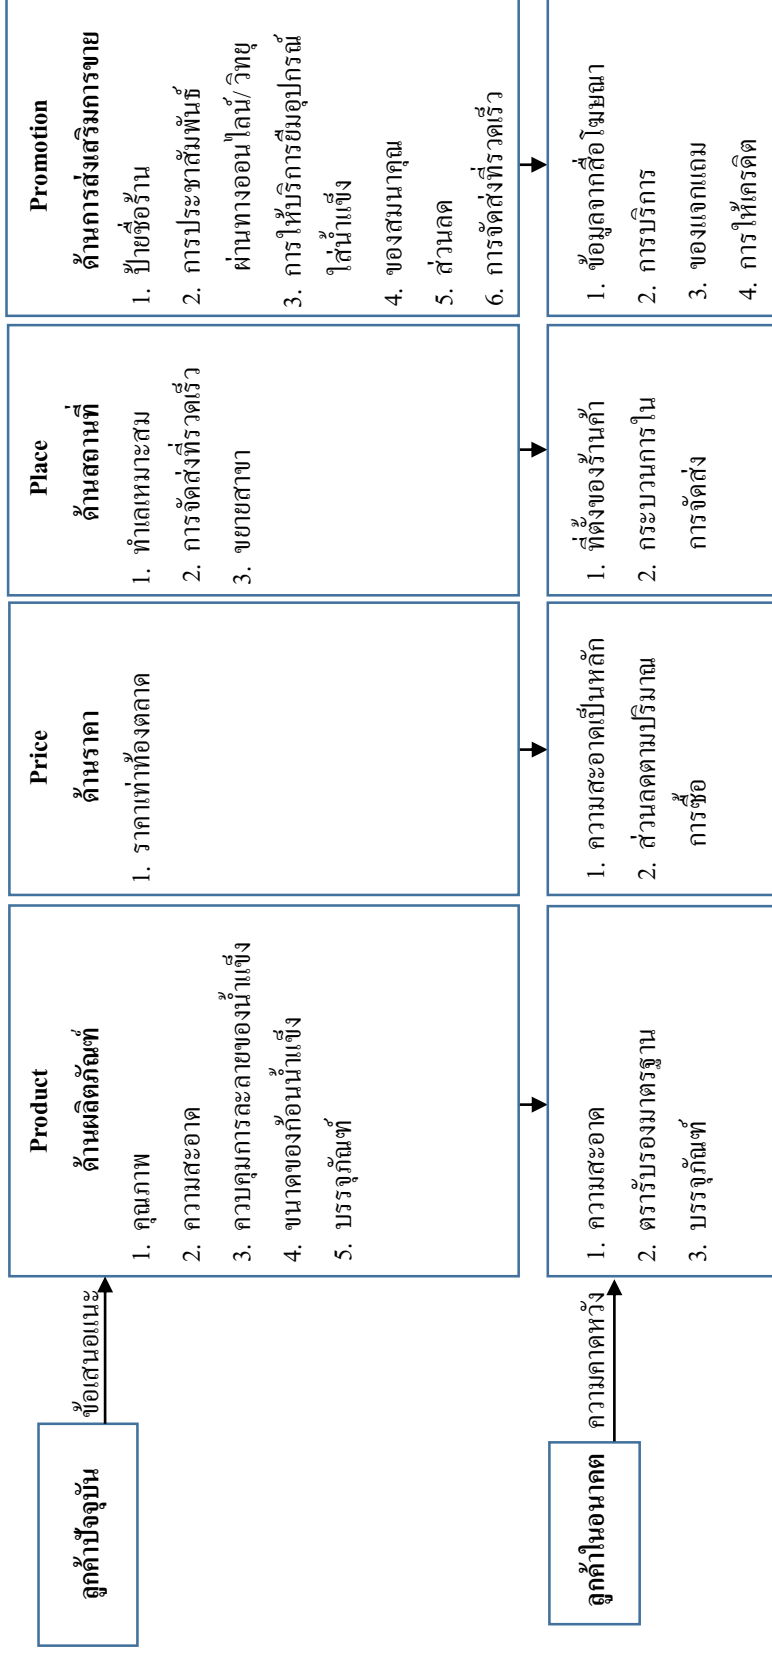 ลูกค้าปัจจุบัน
ข้อเสนอแนะ
Product
ด้านผลิตภัณฑ์
1. คุณภาพ
2. ความสะอาด
3. ควบคุมการละลายของน้ำแข็ง
4. ขนาดของก้อนน้ำแข็ง
5. บรรจุภัณฑ์
Price
ด้านราคา
1. ราคาเท่าท้องตลาด
Place
ด้านสถานที่
1. ทำเลเหมาะสม
2. การจัดส่งที่รวดเร็ว
3. ขยายสาขา
Promotion
ด้านการส่งเสริมการขาย
1. ป้ายชื่อร้าน
2. การประชาสัมพันธ์
ผ่านทางออนไลน์/ วิทยุ
3. การให้บริการยืมอุปกรณ์
ใส่น้ำแข็ง
4. ของสมนาคุณ
5. ส่วนลด
6. การจัดส่งที่รวดเร็ว
ลูกค้าในอนาคต
ความคาดหวัง
1. ความสะอาด
2. ตรารับรองมาตรฐาน
3. บรรจุภัณฑ์
1. ความสะอาดเป็นหลัก
2. ส่วนลดตามปริมาณ
การซื้อ
1. ที่ตั้งของร้านค้า
2. กระบวนการใน
การจัดส่ง
1. ข้อมูลจากสื่อโฆษณา
2. การบริการ
3. ของแจกแถม
4. การให้เครดิต